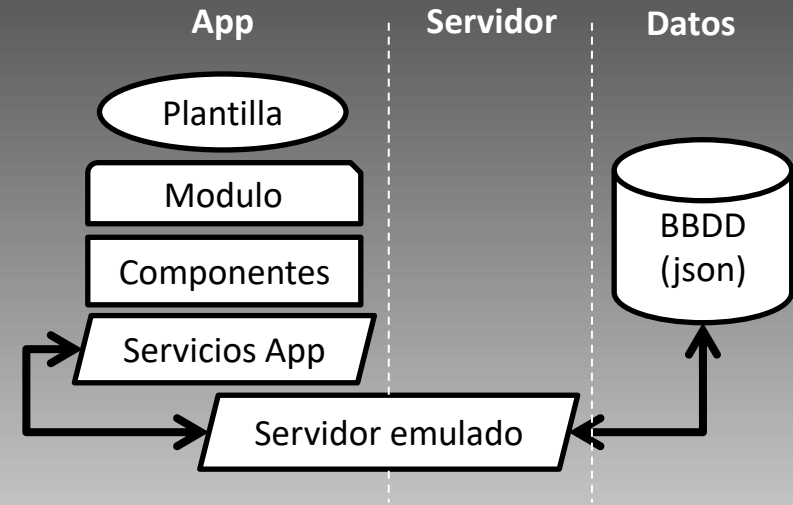 App
Servidor
Datos
Plantilla
Modulo
Componentes
Servicios App
Servidor emulado
BBDD
(json)